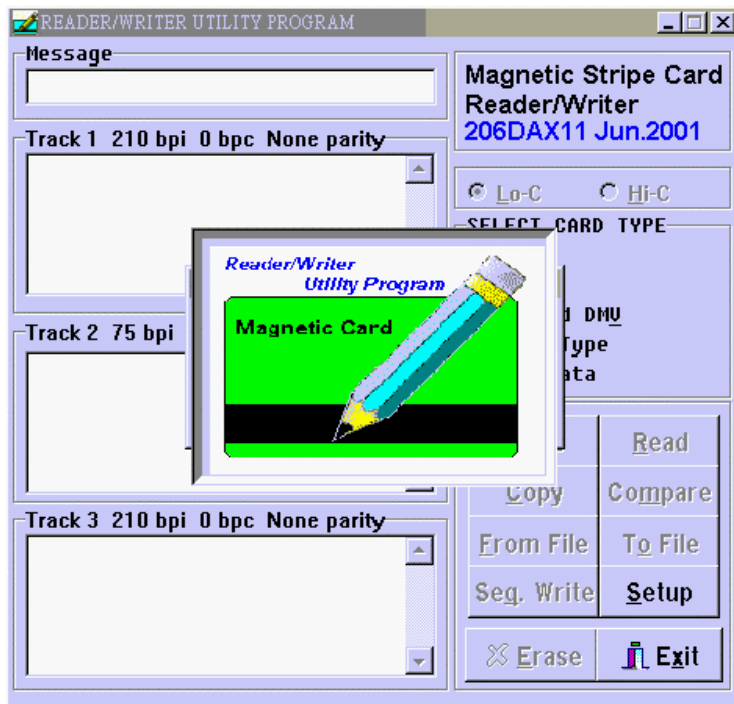 READER/WRITER UTILITY PROGRAM
Message
Magnetic Stripe Card
Reader/Writer
206DAX11 Jun.2001
Track 1 210 bpi 0 bpc None parity
Lo-C Hi-C
SELECT CARD TYPE
Reader/Writer
Utility Program
Magnetic Card
DMV
Type
Track 2 75 bpi
Read
Copy Compare
Track 3 210 bpi 0 bpc None parity
From File To File
Seq. Write Setup
Erase Exit